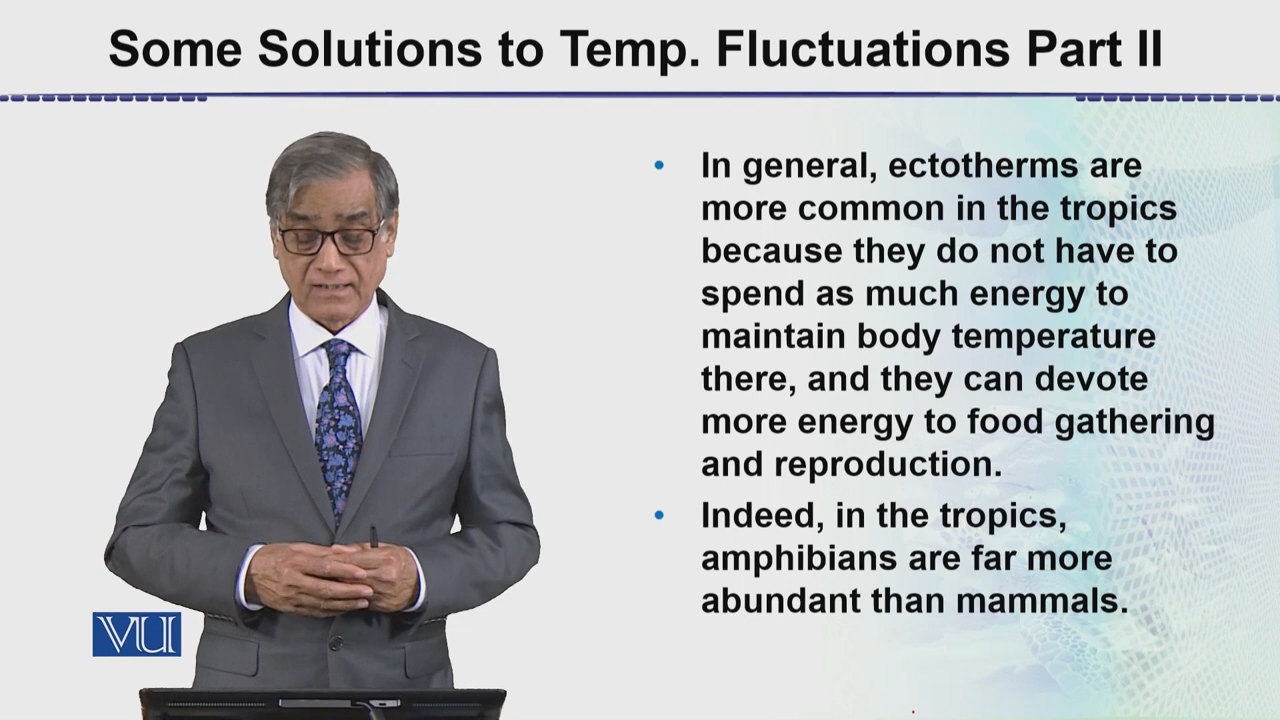 Some Solutions to Temp. Fluctuations Part II
In general, ectotherms are
more common in the tropics
because they do not have to
spend as much energy to
maintain body temperature
there, and they can devote
more energy to food gathering
and reproduction.
Indeed, in the tropics,
amphibians are far more
abundant than mammals.
VU